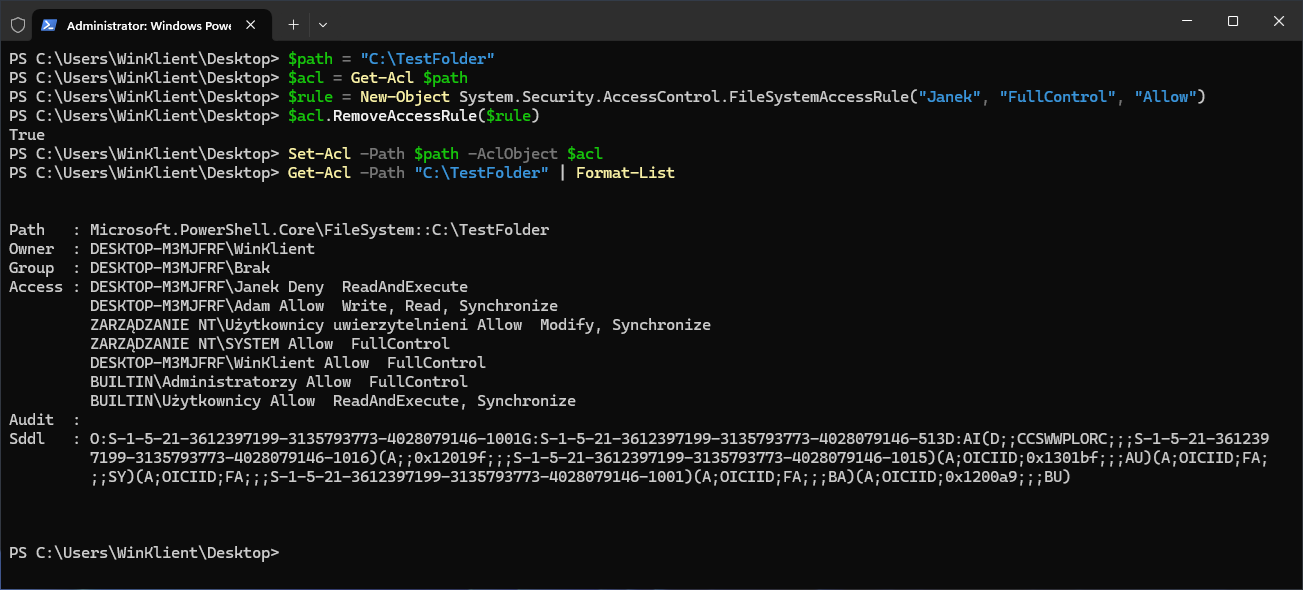 Administrator: Windows Powe
PS C:\Users\WinKlient\Desktop> $path = "C:\TestFolder"
PS C:\Users\WinKlient\Desktop> $acl = Get-Acl $path
PS C:\Users\WinKlient\Desktop> $rule = New-Object System.Security.AccessControl.FileSystemAccessRule("Janek", "FullControl", "Allow")
PS C:\Users\WinKlient\Desktop> $acl.RemoveAccessRule($rule)
True
PS C:\Users\WinKlient\Desktop> Set-Acl -Path $path -AclObject $acl
PS C:\Users\WinKlient\Desktop> Get-Acl -Path "C:\TestFolder" | Format-List
Path   : Microsoft.PowerShell.Core\FileSystem::C:\TestFolder
Owner  : DESKTOP-M3MJFRF\WinKlient
Group  : DESKTOP-M3MJFRF\Brak
Access : DESKTOP-M3MJFRF\Janek Deny  ReadAndExecute
         DESKTOP-M3MJFRF\Adam Allow  Write, Read, Synchronize
         ZARZĄDZANIE NT\Użytkownicy uwierzytelnieni Allow  Modify, Synchronize
         ZARZĄDZANIE NT\SYSTEM Allow  FullControl
         DESKTOP-M3MJFRF\WinKlient Allow  FullControl
         BUILTIN\Administratorzy Allow  FullControl
         BUILTIN\Użytkownicy Allow  ReadAndExecute, Synchronize
Audit  :
Sddl   : O:S-1-5-21-3612397199-3135793773-4028079146-1001G:S-1-5-21-3612397199-3135793773-4028079146-513D:AI(D;;CCSWWPLORC;;;S-1-5-21-361239
         7199-3135793773-4028079146-1016)(A;;0x12019f;;;S-1-5-21-3612397199-3135793773-4028079146-1015)(A;OICIID;0x1301bf;;;AU)(A;OICIID;FA;
         ;;SY)(A;OICIID;FA;;;S-1-5-21-3612397199-3135793773-4028079146-1001)(A;OICIID;FA;;;BA)(A;OICIID;0x1200a9;;;BU)
PS C:\Users\WinKlient\Desktop>